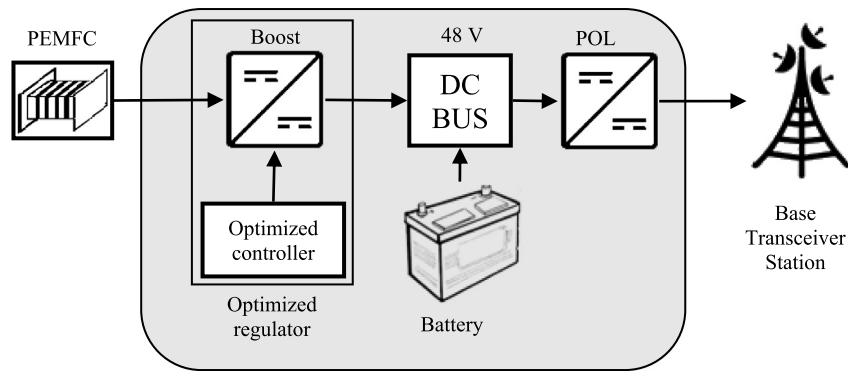 PEMFC
Boost
48 V
POL
DC
BUS
Optimized
controller
Optimized
regulator
Battery
Base
Transceiver
Station